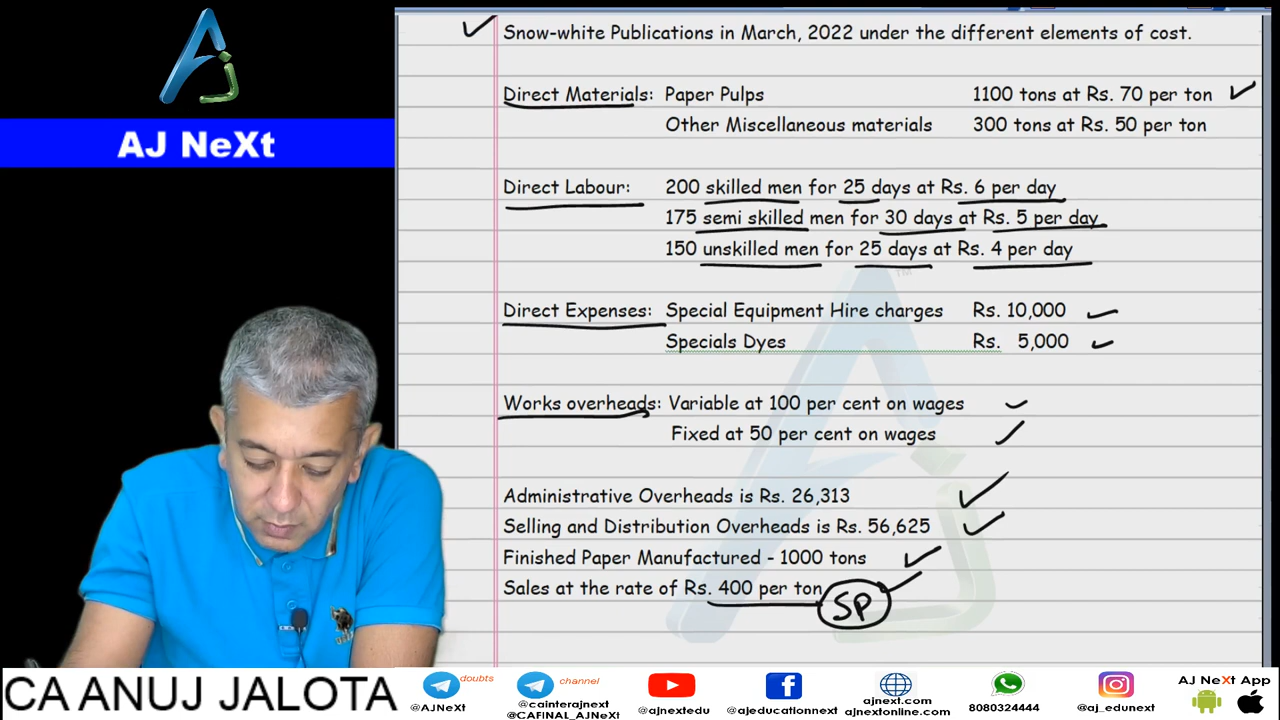 Snow-white Publications in March, 2022 under the different elements of cost.
Direct Materials: Paper Pulps 1100 tons at Rs. 70 per ton
Other Miscellaneous materials 300 tons at Rs. 50 per ton
AJ NeXt
Direct Labour: 200 skilled men for 25 days at Rs. 6 per day
175 semi skilled men for 30 days at Rs. 5 per day
150 unskilled men for 25 days at Rs. 4 per day
TM
Direct Expenses: Special Equipment Hire charges Rs. 10,000
Specials Dyes Rs. 5,000
Works overheads: Variable at 100 per cent on wages
Fixed at 50 per cent on wages
Administrative Overheads is Rs. 26,313
Selling and Distribution Overheads is Rs. 56,625
Finished Paper Manufactured - 1000 tons
Sales at the rate of Rs. 400 per ton
SP
CA ANUJ JALOTA
doubts
@AJNeXt
channel
@cainterajnext
@CAFINAL_AJNeXt
@ajnextedu
@ajeducationnext
ajnext.com
ajnextonline.com
8080324444
@aj_edunext
AJ NeXt App